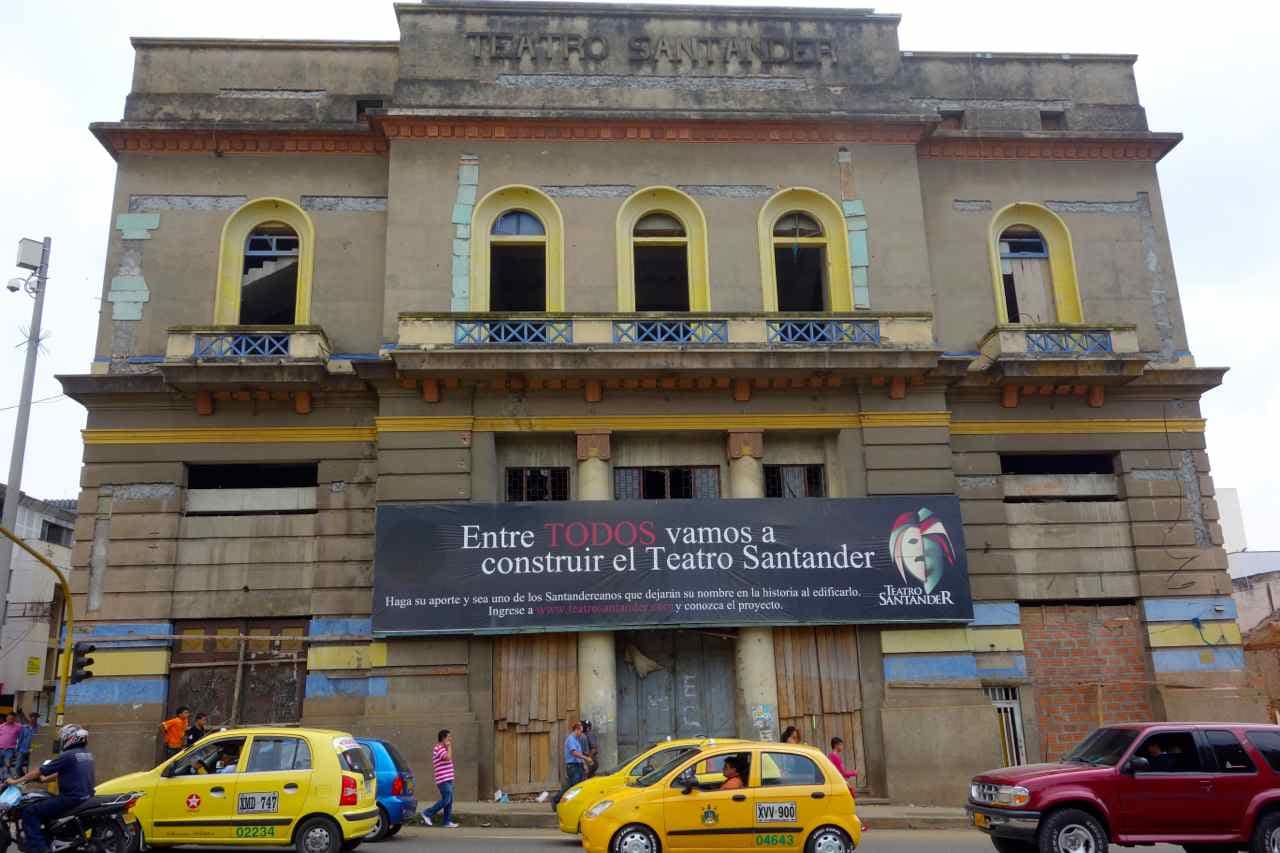 TEATRO SANTANDER
Entre TODOS vamos a
construir el Teatro Santander
Haga su aporte y sea uno de los Santandereanos que dejarán su nombre en la historia al edificarlo.
Ingrese a www.teatrosantander.com y conozca el proyecto.
TEATRO
SANTANDER
XMD 747
02234
XVV-900
04643